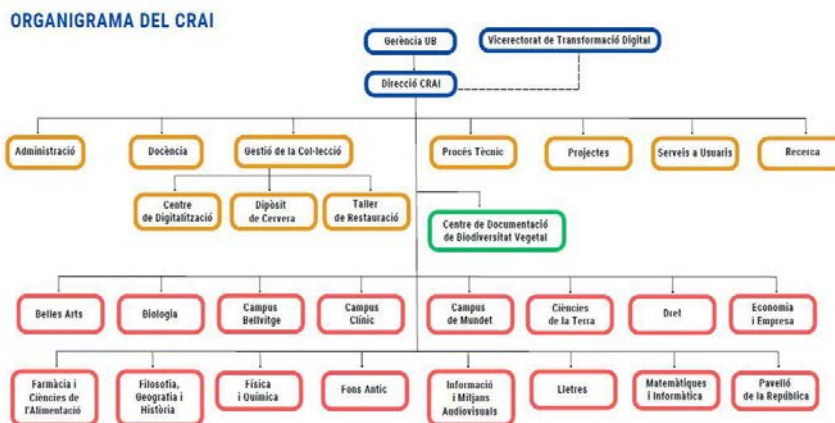 ORGANIGRAMA DEL CRAI
Gerència UB
Vicerectorat de Transformació Digital
Direcció CRAI
Administració
Docència
Gestió de la Col·lecció
Procés Tècnic
Projectes
Serveis a Usuaris
Recerca
Centre
de Digitalització
Dipòsit
de Cervera
Taller
de Restauració
Centre de Documentació
de Biodiversitat Vegetal
Belles Arts
Biologia
Campus
Bellvitge
Campus
Clínic
Campus
de Mundet
Ciències
de la Terra
Dret
Economia
i Empresa
Farmàcia i
Ciències de
l'Alimentació
Filosofia,
Geografia i
Història
Física
i Química
Fons Antic
Informació
i Mitjans
Audiovisuals
Lletres
Matemàtiques
i Informàtica
Pavelló
de la República